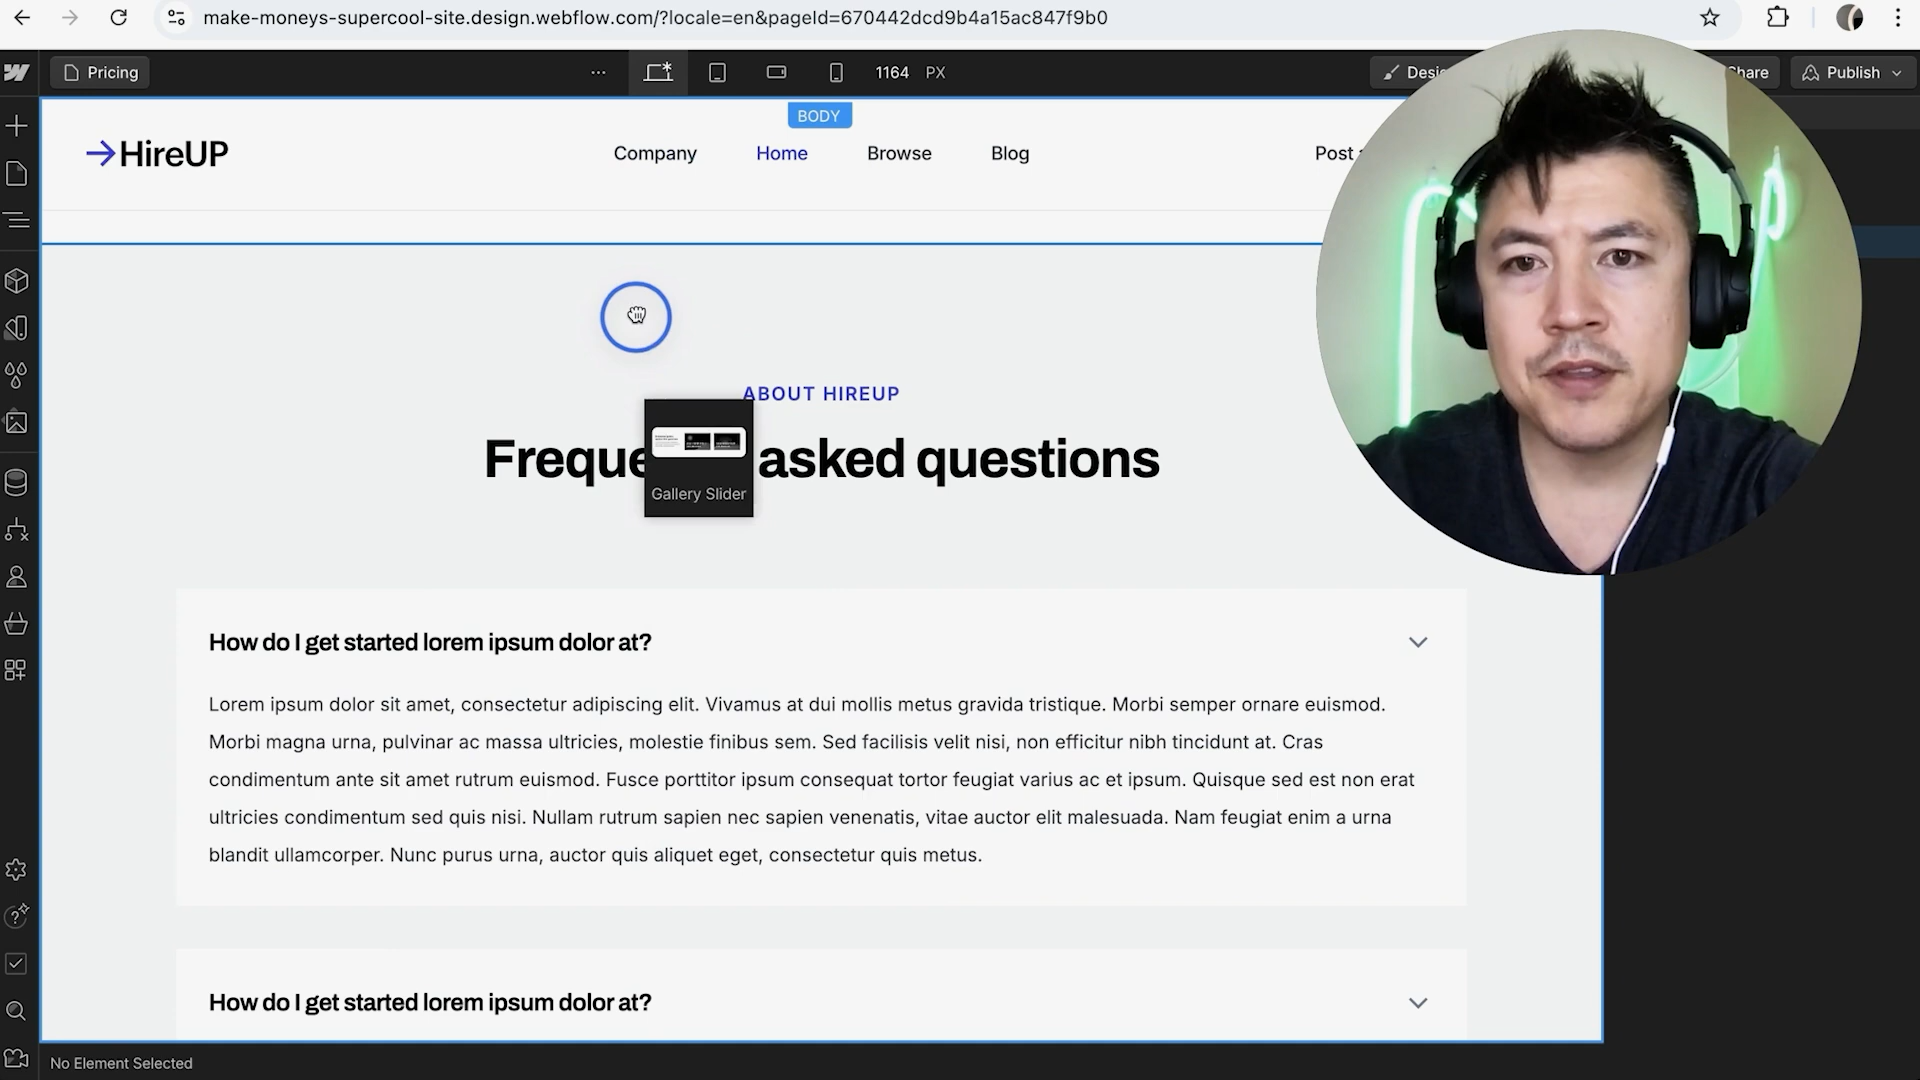 make-moneys-supercool-site.design.webflow.com/?locale=en&pageId=670442dcd9b4a15ac847f9b0
Pricing
1164 PX
Share
Publish
BODY
HireUP
Company
Home
Browse
Blog
Post
ABOUT HIREUP
asked questions
Gallery Slider
How do I get started lorem ipsum dolor at?
Lorem ipsum dolor sit amet, consectetur adipiscing elit. Vivamus at dui mollis metus gravida tristique. Morbi semper ornare euismod.
Morbi magna urna, pulvinar ac massa ultricies, molestie finibus sem. Sed facilisis velit nisi, non efficitur nibh tincidunt at. Cras
condimentum ante sit amet rutrum euismod. Fusce porttitor ipsum consequat tortor feugiat varius ac et ipsum. Quisque sed est non erat
ultricies condimentum sed quis nisi. Nullam rutrum sapien nec sapien venenatis, vitae auctor elit malesuada. Nam feugiat enim a urna
blandit ullamcorper. Nunc purus urna, auctor quis aliquet eget, consectetur quis metus.
How do I get started lorem ipsum dolor at?
No Element Selected